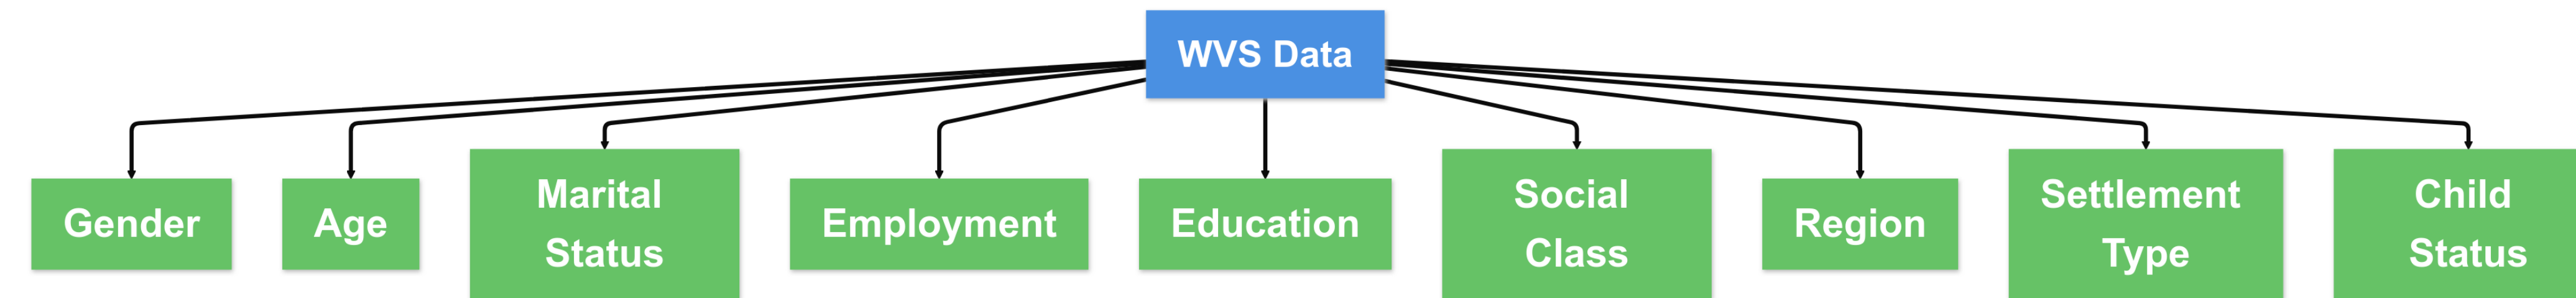 WVS Data
Gender
Age
Marital
Status
Employment
Education
Social
Class
Region
Settlement
Type
Child
Status